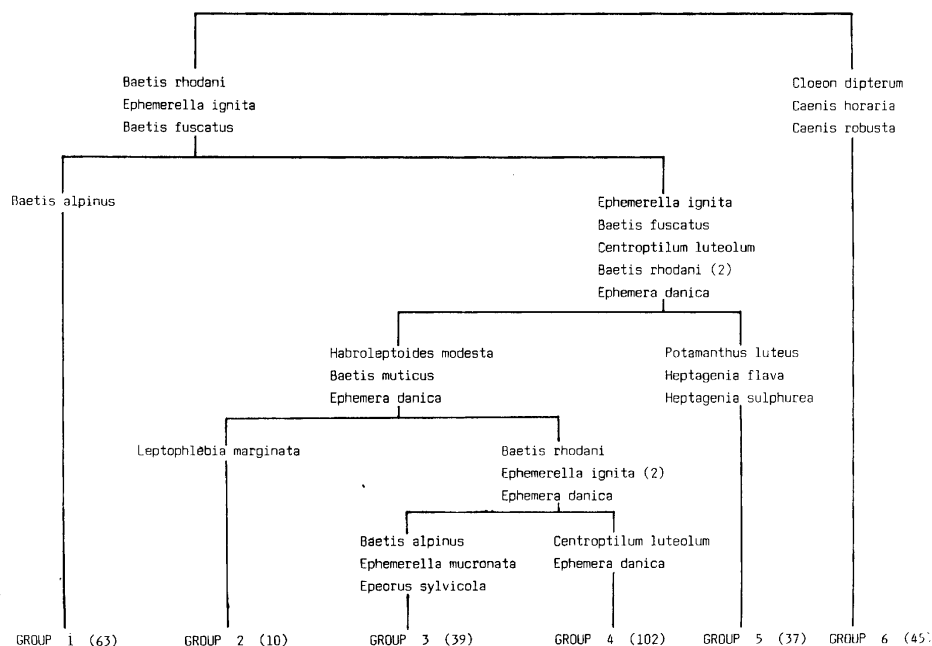 Baetis rhodani
Ephemerella ignita
Baetis fuscatus
Cloeon dipterum
Caenis horaria
Caenis robusta
Baetis alpinus
Ephemerella ignita
Baetis fuscatus
Centroptilum luteolum
Baetis rhodani (2)
Ephemera danica
Habroleptoides modesta
Baetis muticus
Ephemera danica
Potamanthus luteus
Heptagenia flava
Heptagenia sulphurea
Leptophlebia marginata
Baetis rhodani
Ephemerella ignita (2)
Ephemera danica
Baetis alpinus
Ephemerella mucronata
Epeorus sylvicola
Centroptilum luteolum
Ephemera danica
GROUP 1 (63) GROUP 2 (10) GROUP 3 (39) GROUP 4 (102) GROUP 5 (37) GROUP 6 (45)